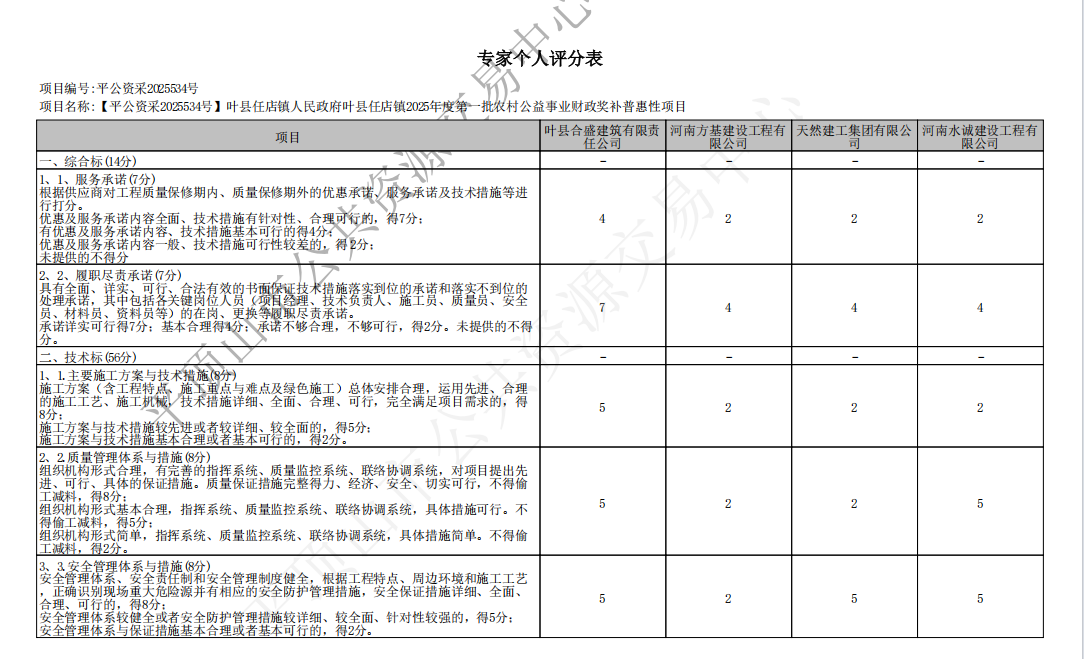 专家个人评分表
项目编号:平公资采2025534号
项目名称:【平公资采2025534号】叶县任店镇人民政府叶县任店镇2025年度第一批农村公益事业财政奖补普惠性项目
项目 叶县合盛建筑有限责任公司 河南方基建设工程有限公司 天然建工集团有限公司 河南水诚建设工程有限公司
一、综合标(14分) - - - -
1、1、服务承诺(7分)
根据供应商对工程质量保修期内、质量保修期外的优惠承诺、服务承诺及技术措施等进
行打分。
优惠及服务承诺内容全面、技术措施有针对性、合理可行的，得7分；
有优惠及服务承诺内容、技术措施基本可行的得4分；
优惠及服务承诺内容一般、技术措施可行性较差的，得2分；
未提供的不得分
4 2 2 2
2、2、履职尽责承诺(7分)
具有全面、详实、可行、合法有效的书面保证技术措施落实到位的承诺和落实不到位的
处理承诺，其中包括各关键岗位人员（项目经理、技术负责人、施工员、质量员、安全
员、材料员、资料员等）的在岗、更换等履职尽责承诺。
承诺详实可行得7分；基本合理得4分；承诺不够合理，不够可行，得2分。未提供的不得
分。
7 4 4 4
二、技术标(56分) - - - -
1、1.主要施工方案与技术措施(8分)
施工方案（含工程特点、施工重点与难点及绿色施工）总体安排合理，运用先进、合理
的施工工艺、施工机械，技术措施详细、全面、合理、可行，完全满足项目需求的，得
8分；
施工方案与技术措施较先进或者较详细、较全面的，得5分；
施工方案与技术措施基本合理或者基本可行的，得2分。
5 2 2 2
2、2.质量管理体系与措施(8分)
组织机构形式合理，有完善的指挥系统、质量监控系统、联络协调系统，对项目提出先
进、可行、具体的保证措施。质量保证措施完整得力、经济、安全、切实可行，不得偷
工减料，得8分；
组织机构形式基本合理，指挥系统、质量监控系统、联络协调系统，具体措施可行。不
得偷工减料，得5分；
组织机构形式简单，指挥系统、质量监控系统、联络协调系统，具体措施简单。不得偷
工减料，得2分。
5 2 2 5
3、3.安全管理体系与措施(8分)
安全管理体系、安全责任制和安全管理制度健全，根据工程特点、周边环境和施工工艺
，正确识别现场重大危险源并有相应的安全防护管理措施，安全保证措施详细、全面、
合理、可行的，得8分；
安全管理体系较健全或者安全防护管理措施较详细、较全面、针对性较强的，得5分；
安全管理体系与保证措施基本合理或者基本可行的，得2分。
5 2 5 5
平顶山市公共资源交易中心
平顶山市公共资源交易中心